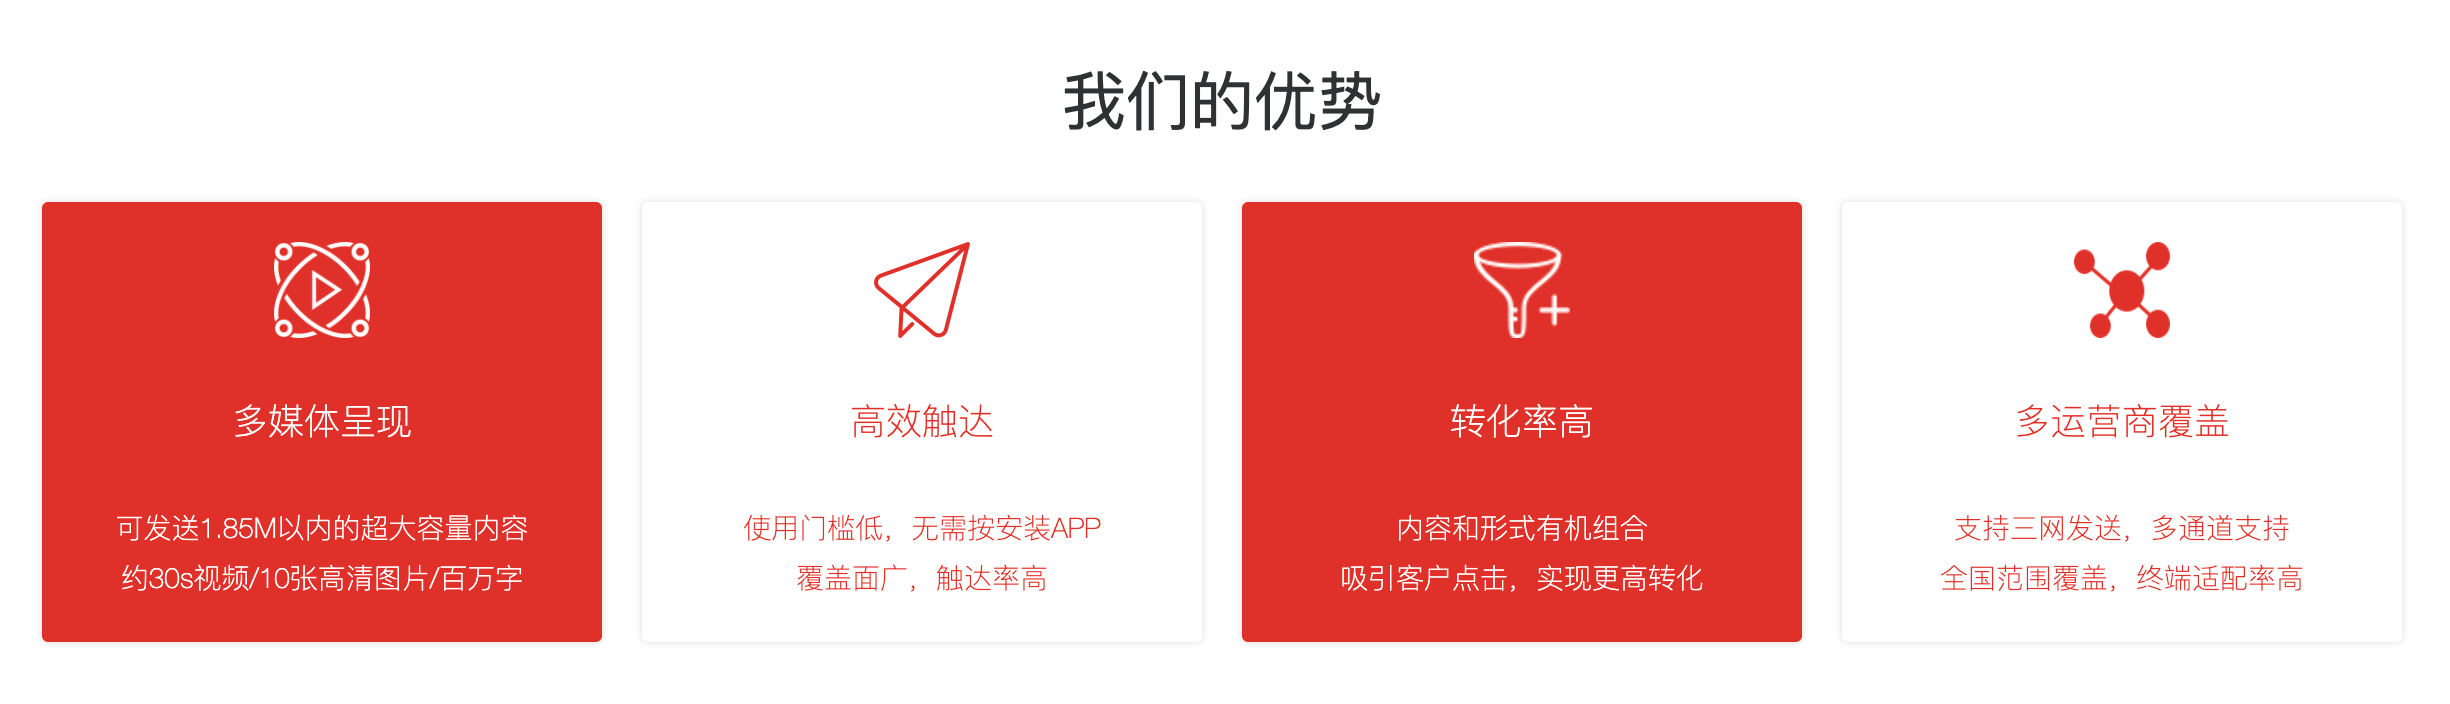 我们的优势
多媒体呈现
可发送1.85M以内的超大容量内容
约30s视频/10张高清图片/百万字
高效触达
使用门槛低，无需按安装APP
覆盖面广，触达率高
转化率高
内容和形式有机组合
吸引客户点击，实现更高转化
多运营商覆盖
支持三网发送，多通道支持
全国范围覆盖，终端适配率高